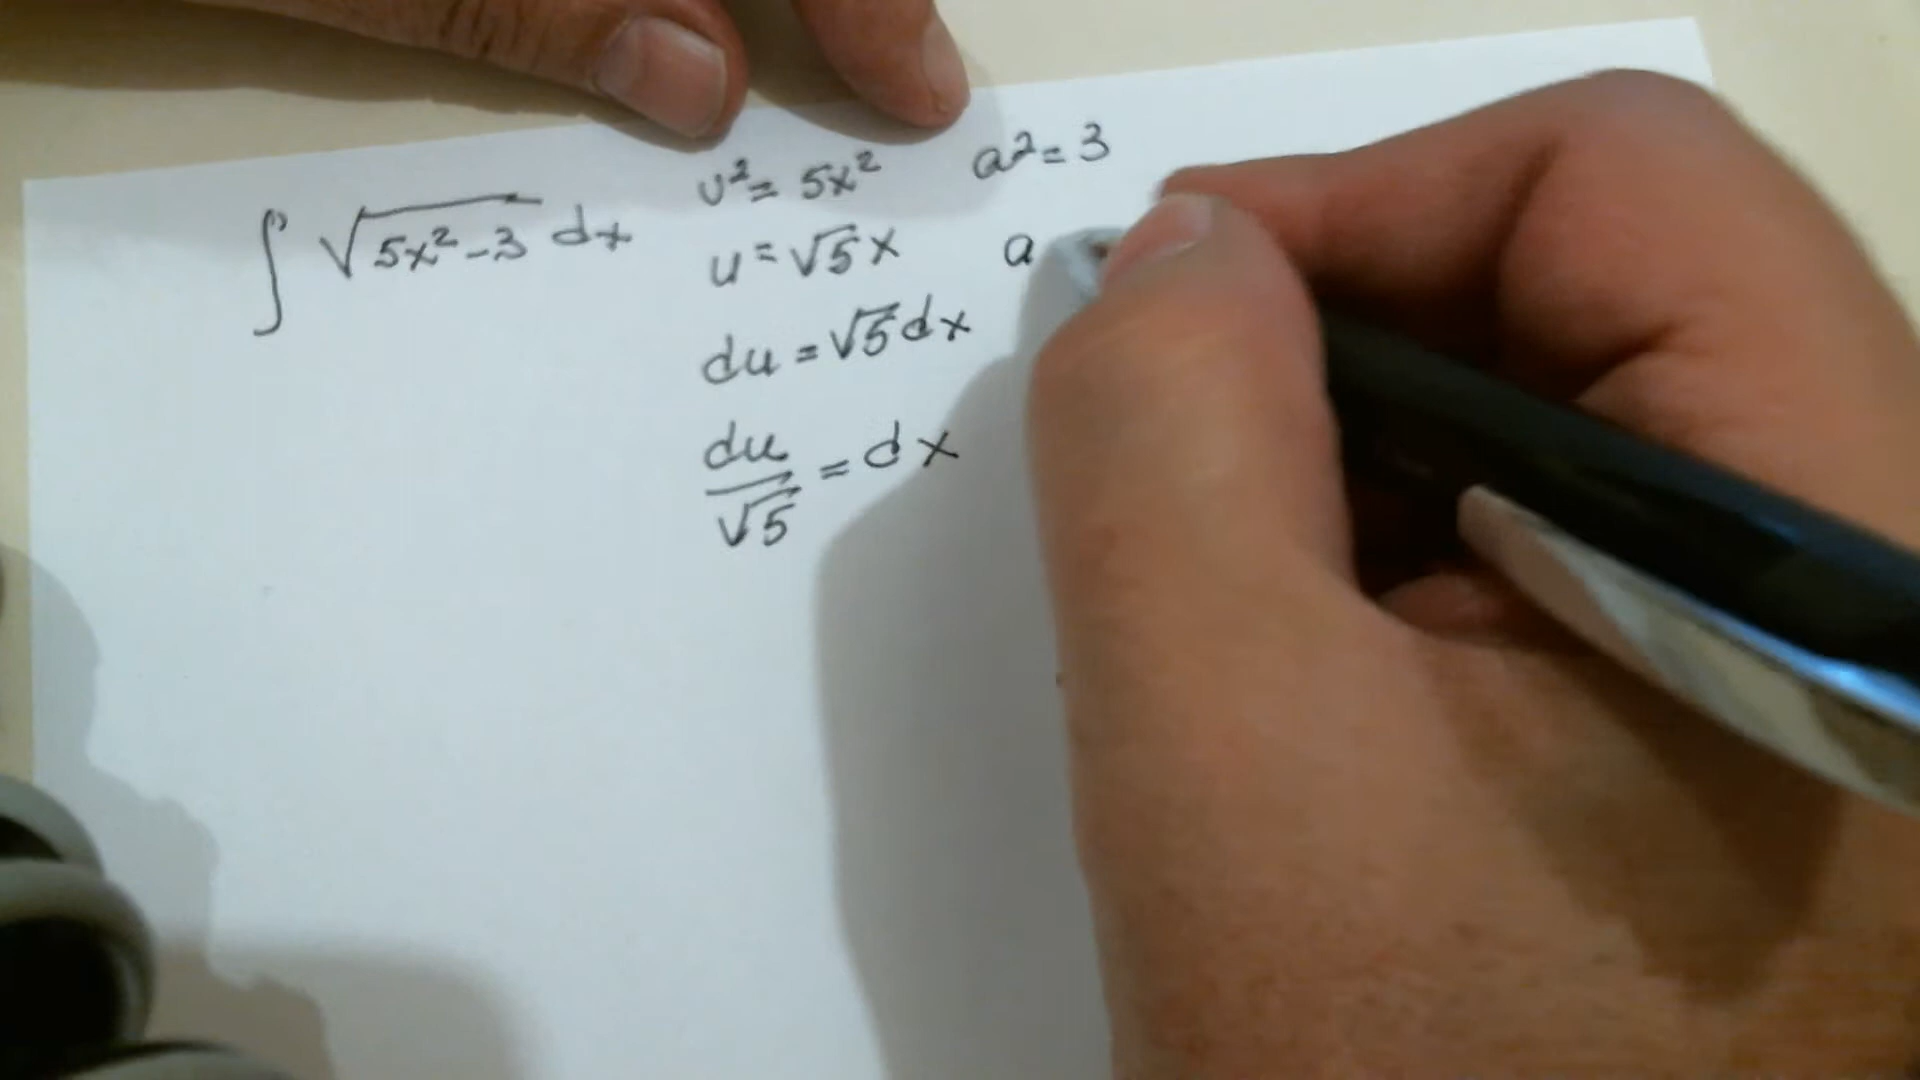 ∫ √(5x² - 3) dx
u² = 5x²
u = √5 x
du = √5 dx
du/√5 = dx
a² = 3
a